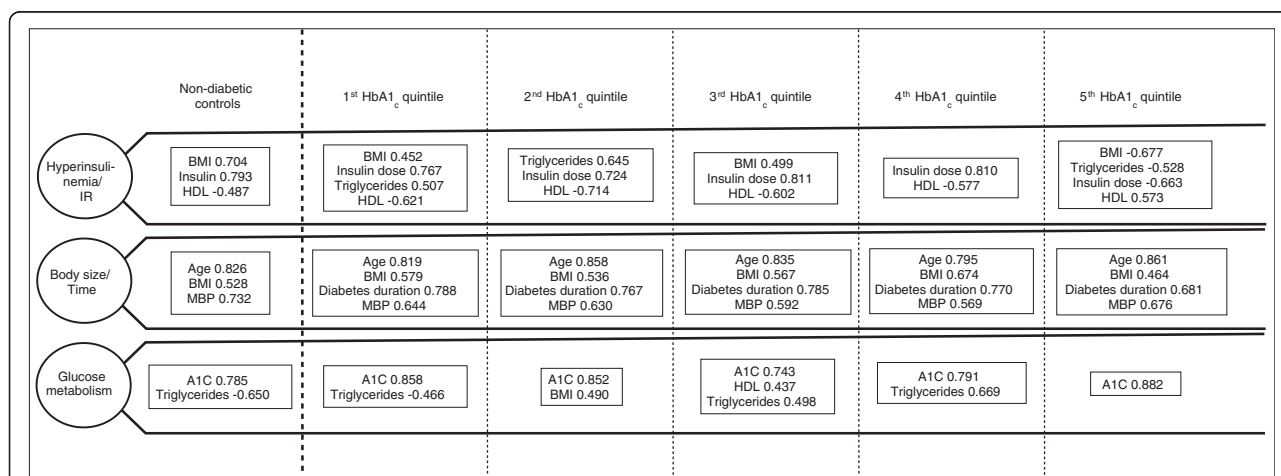 Non-diabetic
controls
1st HbA1c quintile
2nd HbA1c quintile
3rd HbA1c quintile
4th HbA1c quintile
5th HbA1c quintile
Hyperinsuli-
nemia/
IR
BMI 0.704
Insulin 0.793
HDL -0.487
BMI 0.452
Insulin dose 0.767
Triglycerides 0.507
HDL -0.621
Triglycerides 0.645
Insulin dose 0.724
HDL -0.714
BMI 0.499
Insulin dose 0.811
HDL -0.602
Insulin dose 0.810
HDL -0.577
BMI -0.677
Triglycerides -0.528
Insulin dose -0.663
HDL 0.573
Body size/
Time
Age 0.826
BMI 0.528
MBP 0.732
Age 0.819
BMI 0.579
Diabetes duration 0.788
MBP 0.644
Age 0.858
BMI 0.536
Diabetes duration 0.767
MBP 0.630
Age 0.835
BMI 0.567
Diabetes duration 0.785
MBP 0.592
Age 0.795
BMI 0.674
Diabetes duration 0.770
MBP 0.569
Age 0.861
BMI 0.464
Diabetes duration 0.681
MBP 0.676
Glucose
metabolism
A1C 0.785
Triglycerides -0.650
A1C 0.858
Triglycerides -0.466
A1C 0.852
BMI 0.490
A1C 0.743
HDL 0.437
Triglycerides 0.498
A1C 0.791
Triglycerides 0.669
A1C 0.882